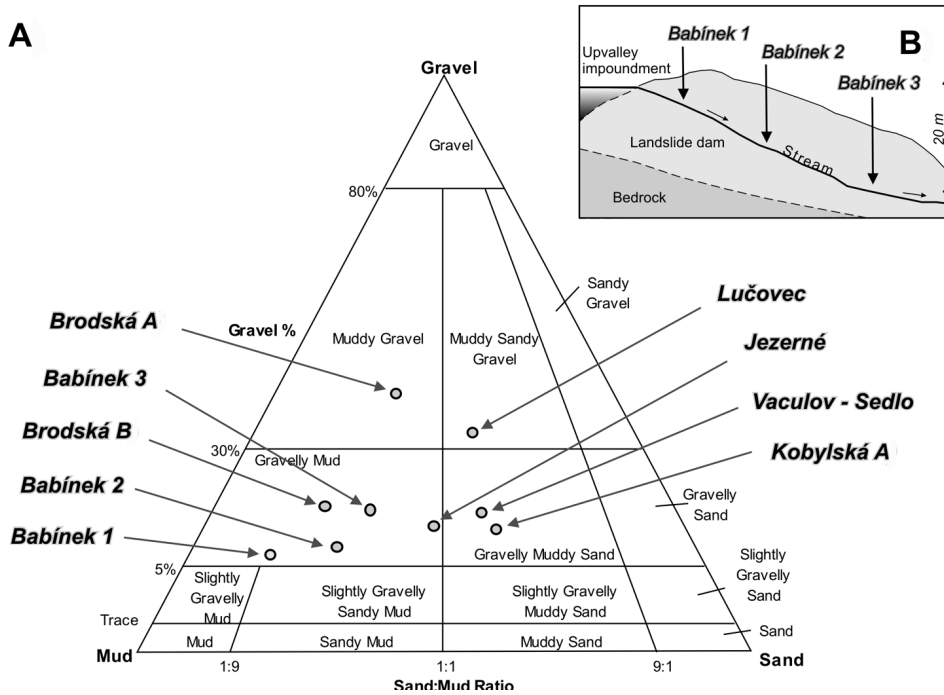 A
Gravel
Gravel
80%
Sandy
Gravel
Gravel %
Muddy Gravel
Muddy Sandy
Gravel
30%
Gravelly Mud
Gravelly
Sand
Gravelly Muddy Sand
5%
Slightly
Gravelly
Mud
Slightly Gravelly
Sandy Mud
Slightly Gravelly
Muddy Sand
Slightly
Gravelly
Sand
Trace
Mud
Sandy Mud
Muddy Sand
Sand
Mud
Sand
1:9
1:1
9:1
Sand:Mud Ratio
Brodská A
Babínek 3
Brodská B
Babínek 2
Babínek 1
Lučovec
Jezerné
Vaculov - Sedlo
Kobylská A
B
Babínek 1
Babínek 2
Babínek 3
Upvalley
impoundment
Landslide dam
Stream
Bedrock
20 m